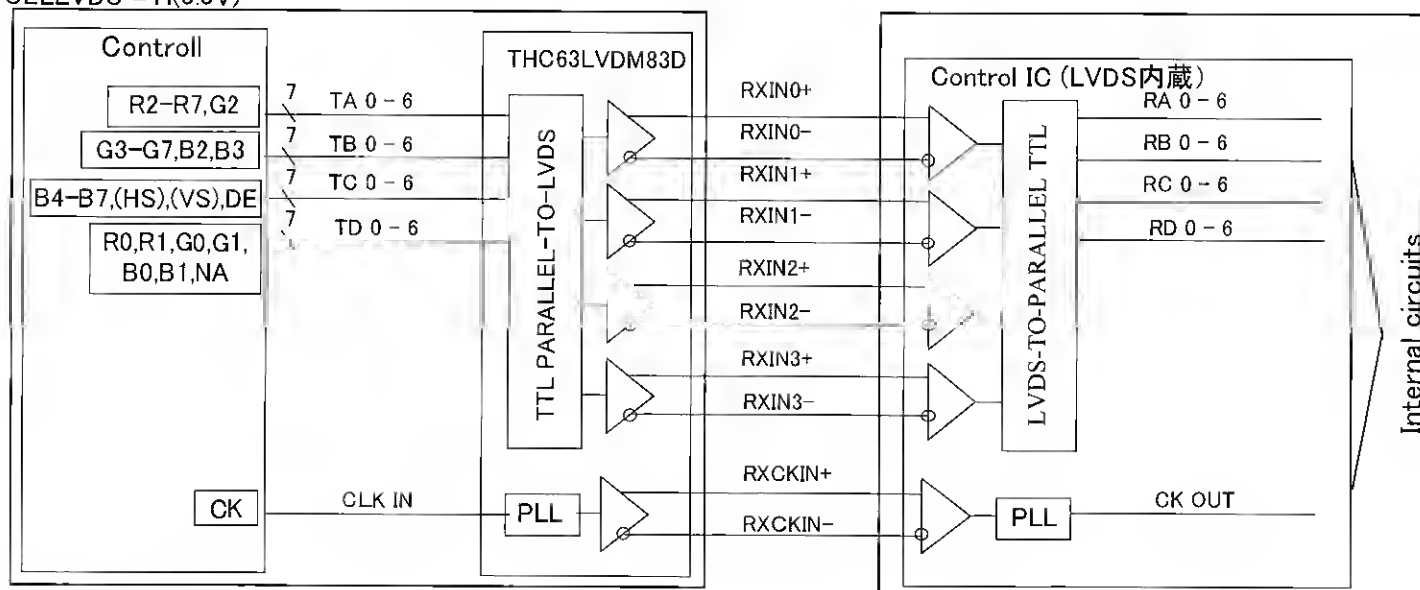 Controll
THC63LVDM83D
Control IC (LVDS内蔵)
R2-R7,G2
7
TA 0-6
G3-G7,B2,B3
7
TB 0-6
B4-B7,(HS),(VS),DE
7
TC 0-6
R0,R1,G0,G1,
B0,B1,NA
7
TD 0-6
TTL PARALLEL-TO-LVDS
RXIN0+
RXIN0-
RXIN1+
RXIN1-
RXIN2+
RXIN2-
RXIN3+
RXIN3-
LVDS-TO-PARALLEL TTL
RA 0-6
RB 0-6
RC 0-6
RD 0-6
Internal circuits
CK
CLK IN
PLL
RXCKIN+
RXCKIN-
PLL
CK OUT